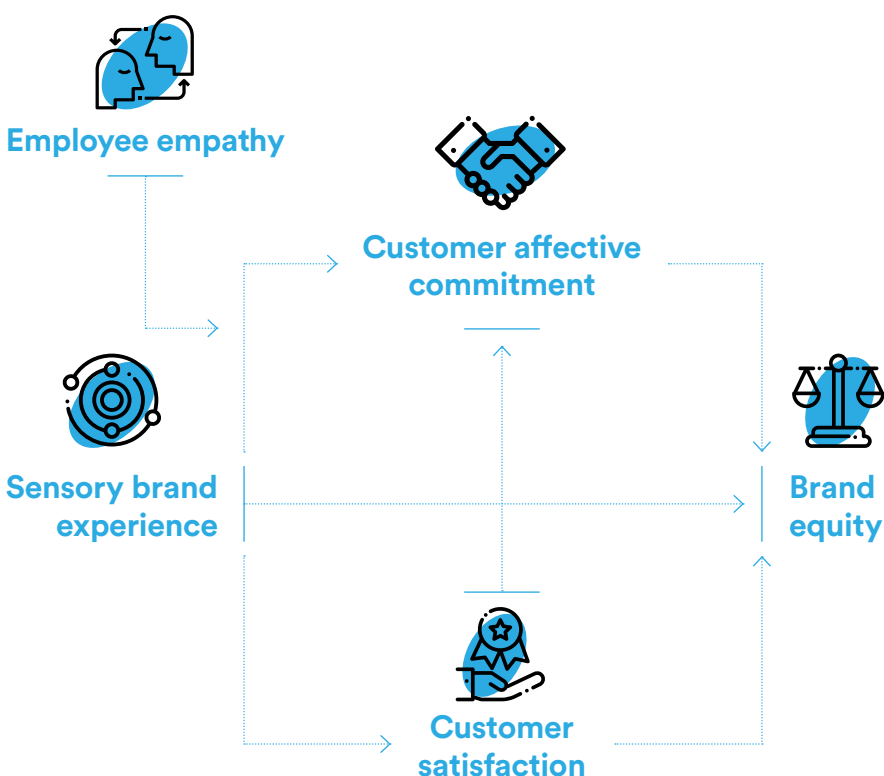 Employee empathy
Customer affective
commitment
Sensory brand
experience
Brand
equity
Customer
satisfaction